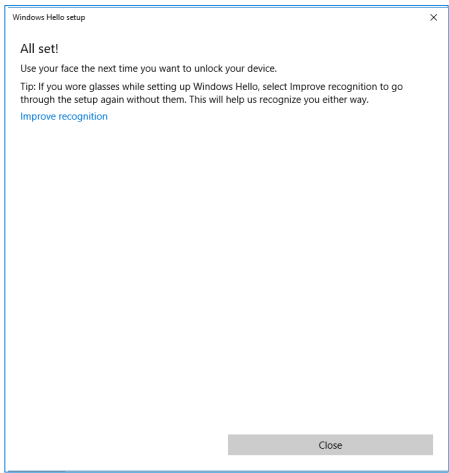 Windows Hello setup
All set!
Use your face the next time you want to unlock your device.
Tip: If you wore glasses while setting up Windows Hello, select Improve recognition to go
through the setup again without them. This will help us recognize you either way.
Improve recognition
Close